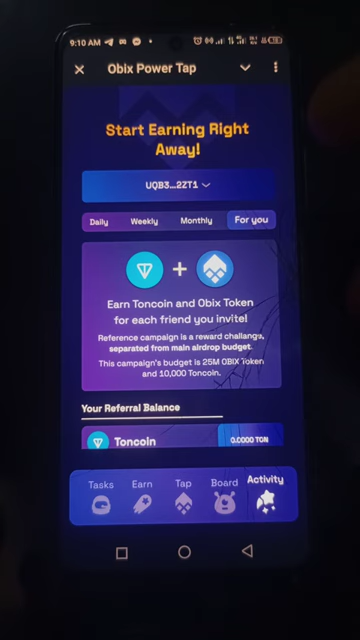 9:10 AM
Obix Power Tap
Start Earning Right
Away!
UQB3...2ZT1
Daily Weekly Monthly For you
+
Earn Toncoin and Obix Token
for each friend you invite!
Reference campaign is a reward challange,
separated from main airdrop budget.
This campaign's budget is 25M OBIX Token
and 10,000 Toncoin.
Your Referral Balance
Toncoin 0.0000 TON
Tasks Earn Tap Board Activity